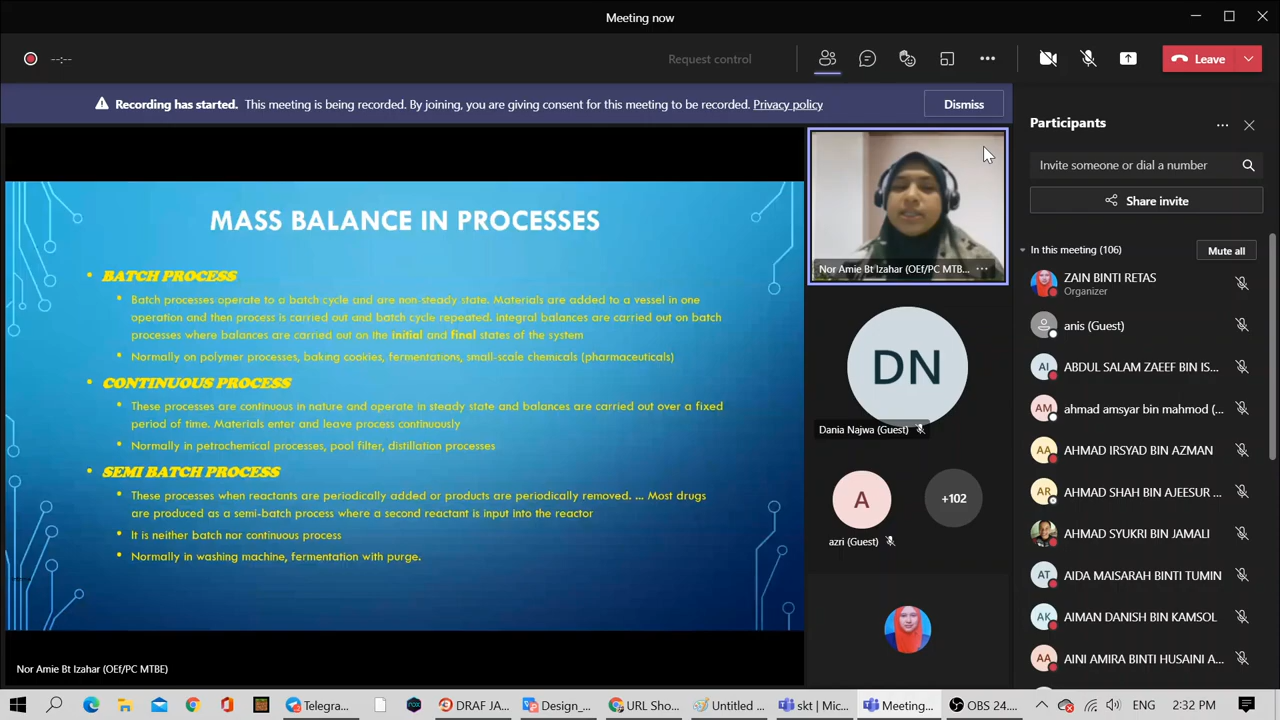 Meeting now
--:--
Request control
Leave
Recording has started. This meeting is being recorded. By joining, you are giving consent for this meeting to be recorded. Privacy policy
Dismiss
MASS BALANCE IN PROCESSES
• BATCH PROCESS
• Batch processes operate to a batch cycle and are non-steady state. Materials are added to a vessel in one
operation and then process is carried out and batch cycle repeated. integral balances are carried out on batch
processes where balances are carried out on the initial and final states of the system
• Normally on polymer processes, baking cookies, fermentations, small-scale chemicals (pharmaceuticals)
• CONTINUOUS PROCESS
• These processes are continuous in nature and operate in steady state and balances are carried out over a fixed
period of time. Materials enter and leave process continuously
• Normally in petrochemical processes, pool filter, distillation processes
• SEMI BATCH PROCESS
• These processes when reactants are periodically added or products are periodically removed. ... Most drugs
are produced as a semi-batch process where a second reactant is input into the reactor
• It is neither batch nor continuous process
• Normally in washing machine, fermentation with purge.
Nor Amie Bt Izahar (OEf/PC MTBE)
Nor Amie Bt Izahar (OEf/PC MTB...
DN
Dania Najwa (Guest)
A
azri (Guest)
+102
Participants
Invite someone or dial a number
Share invite
In this meeting (106)
Mute all
ZAIN BINTI RETAS
Organizer
anis (Guest)
AI ABDUL SALAM ZAEEF BIN IS...
AM ahmad amsyar bin mahmod (...
AA AHMAD IRSYAD BIN AZMAN
AR AHMAD SHAH BIN AJEESUR ...
AHMAD SYUKRI BIN JAMALI
AT AIDA MAISARAH BINTI TUMIN
AK AIMAN DANISH BIN KAMSOL
AA AINI AMIRA BINTI HUSAINI A...
Telegra...
DRAF JA...
Design_...
URL Sho...
Untitled ...
skt | Mic...
Meeting...
OBS 24....
ENG
2:32 PM